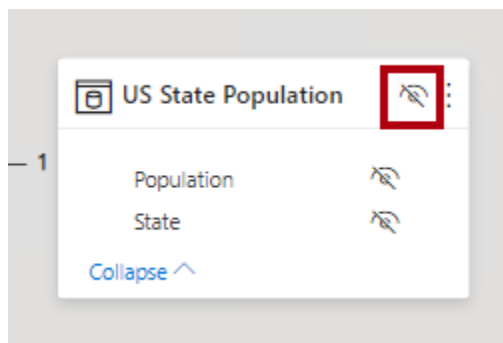 US State Population
1
Population
State
Collapse